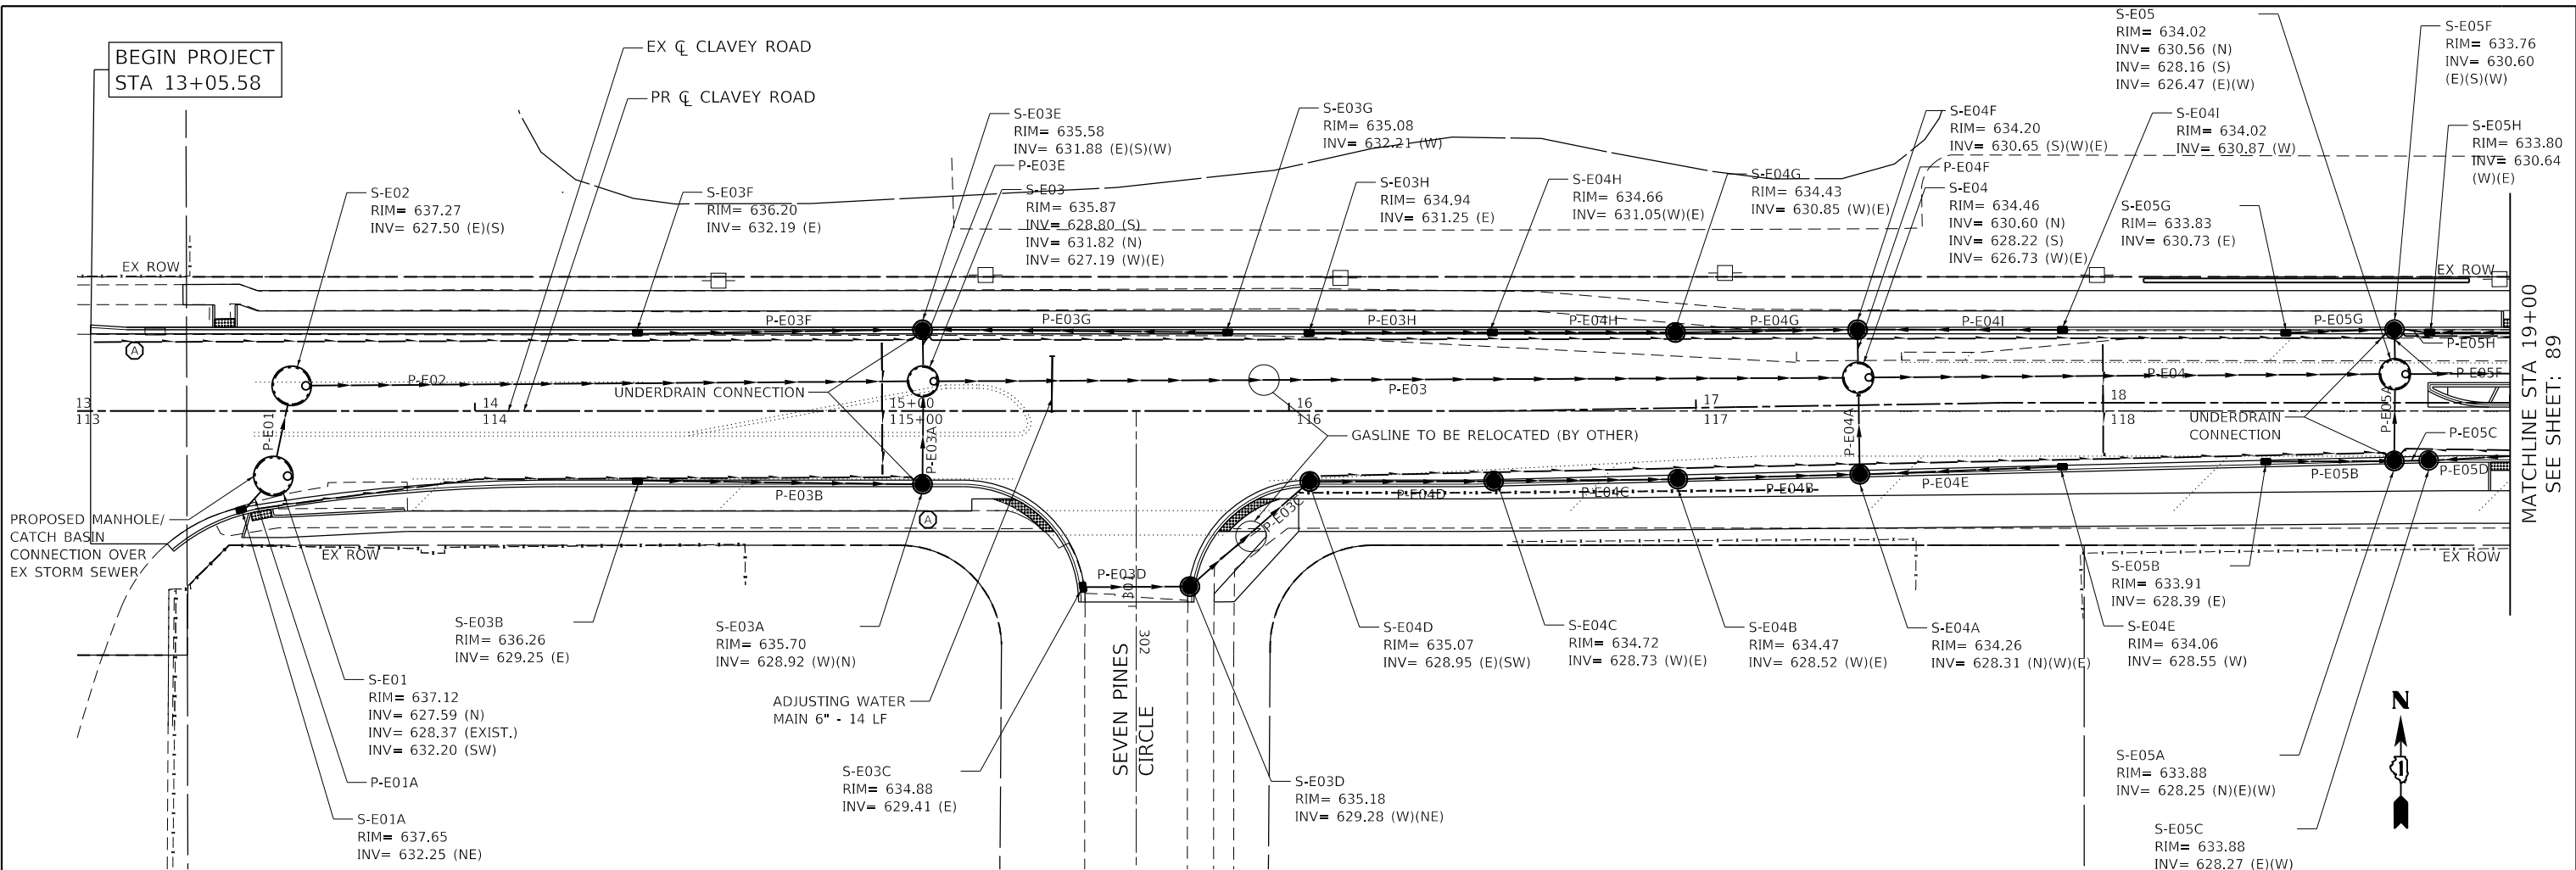 BEGIN PROJECT
STA 13+05.58
EX ℄ CLAVEY ROAD
PR ℄ CLAVEY ROAD
S-E02
RIM= 637.27
INV= 627.50 (E)(S)
S-E03F
RIM= 636.20
INV= 632.19 (E)
S-E03E
RIM= 635.58
INV= 631.88 (E)(S)(W)
P-E03E
S-E03
RIM= 635.87
INV= 628.80 (S)
INV= 631.82 (N)
INV= 627.19 (W)(E)
S-E03G
RIM= 635.08
INV= 632.21 (W)
S-E03H
RIM= 634.94
INV= 631.25 (E)
S-E04H
RIM= 634.66
INV= 631.05(W)(E)
S-E04G
RIM= 634.43
INV= 630.85 (W)(E)
S-E04F
RIM= 634.20
INV= 630.65 (S)(W)(E)
P-E04F
S-E04
RIM= 634.46
INV= 630.60 (N)
INV= 628.22 (S)
INV= 626.73 (W)(E)
S-E05
RIM= 634.02
INV= 630.56 (N)
INV= 628.16 (S)
INV= 626.47 (E)(W)
S-E04I
RIM= 634.02
INV= 630.87 (W)
S-E05G
RIM= 633.83
INV= 630.73 (E)
S-E05F
RIM= 633.76
INV= 630.60
(E)(S)(W)
S-E05H
RIM= 633.80
INV= 630.64
(W)(E)
EX ROW
EX ROW
P-E03F
P-E03G
P-E03H
P-E04H
P-E04G
P-E04I
P-E05G
P-E05H
A
P-E02
P-E03
P-E04
P-E05F
UNDERDRAIN CONNECTION
13
113
14
114
15+00
115+00
16
116
17
117
18
118
P-E01
P-E03A
P-E04A
P-E05A
GASLINE TO BE RELOCATED (BY OTHER)
UNDERDRAIN
CONNECTION
P-E05C
P-E03B
P-E03C
P-E04D
P-E04C
P-E04B
P-E04E
P-E05B
P-E05D
A
MATCHLINE STA 19+00
SEE SHEET: 89
PROPOSED MANHOLE/
CATCH BASIN
CONNECTION OVER
EX STORM SEWER
EX ROW
EX ROW
P-E03D
301
302
SEVEN PINES
CIRCLE
S-E03B
RIM= 636.26
INV= 629.25 (E)
S-E03A
RIM= 635.70
INV= 628.92 (W)(N)
S-E04D
RIM= 635.07
INV= 628.95 (E)(SW)
S-E04C
RIM= 634.72
INV= 628.73 (W)(E)
S-E04B
RIM= 634.47
INV= 628.52 (W)(E)
S-E04A
RIM= 634.26
INV= 628.31 (N)(W)(E)
S-E05B
RIM= 633.91
INV= 628.39 (E)
S-E04E
RIM= 634.06
INV= 628.55 (W)
S-E01
RIM= 637.12
INV= 627.59 (N)
INV= 628.37 (EXIST.)
INV= 632.20 (SW)
P-E01A
S-E01A
RIM= 637.65
INV= 632.25 (NE)
ADJUSTING WATER
MAIN 6" - 14 LF
S-E03C
RIM= 634.88
INV= 629.41 (E)
S-E03D
RIM= 635.18
INV= 629.28 (W)(NE)
S-E05A
RIM= 633.88
INV= 628.25 (N)(E)(W)
S-E05C
RIM= 633.88
INV= 628.27 (E)(W)
N